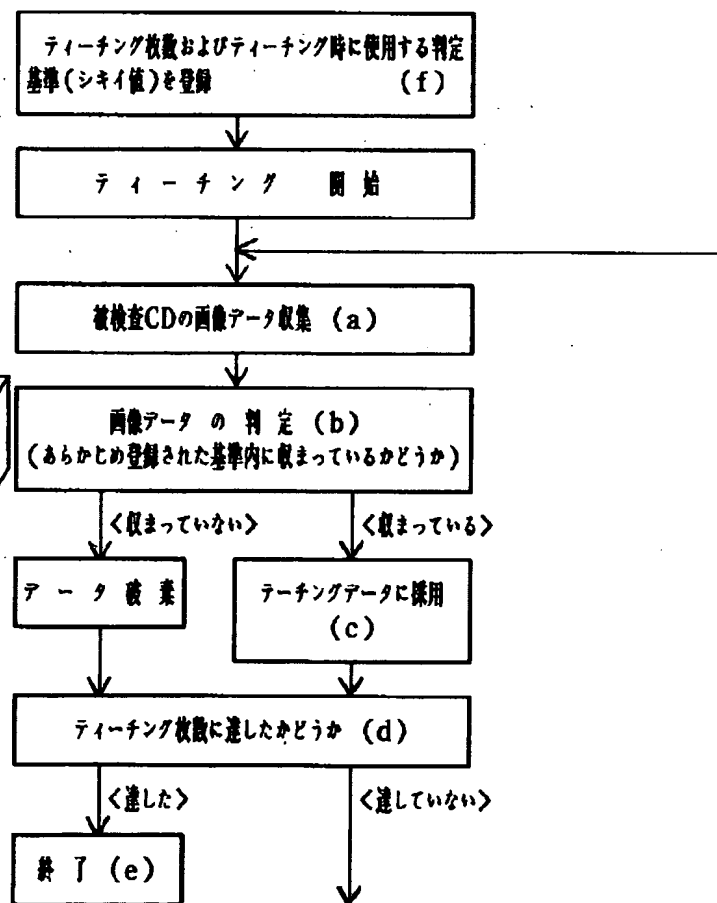 ティーチング枚数およびティーチング時に使用する判定
基準(シキイ値)を登録 (f)
ティーチング 開始
被検査CDの画像データ収集 (a)
画像データ の 判定 (b)
(あらかじめ登録された基準内に収まっているかどうか)
<収まっていない> <収まっている>
データ破棄
テーチングデータに採用
(c)
ティーチング枚数に達したかどうか (d)
<達した> <達していない>
終了 (e)